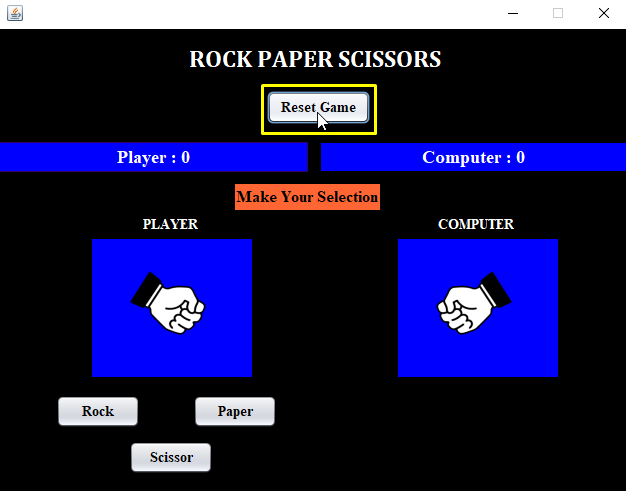 ROCK PAPER SCISSORS
Reset Game
Player : 0
Computer : 0
Make Your Selection
PLAYER
COMPUTER
Rock
Paper
Scissor